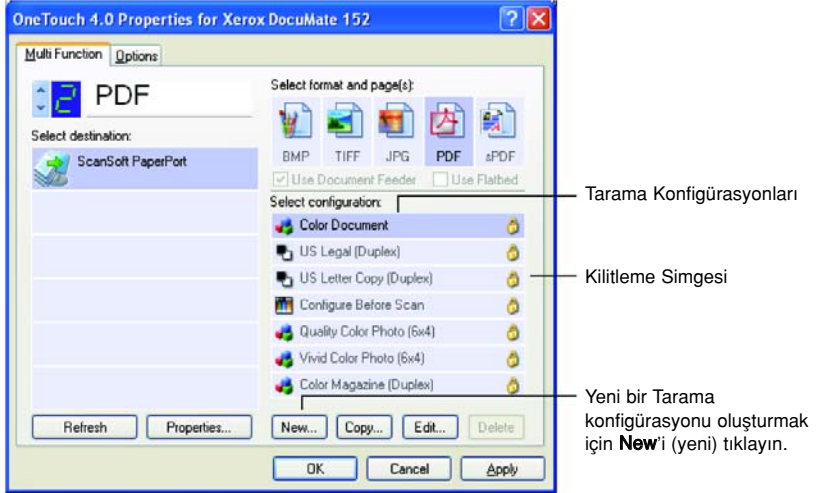 OneTouch 4.0 Properties for Xerox DocuMate 152
Multi Function
Options
2
PDF
Select destination:
ScanSoft PaperPort
Select format and page(s):
BMP
TIFF
JPG
PDF
sPDF
Use Document Feeder
Use Flatbed
Select configuration:
Color Document
US Legal (Duplex)
US Letter Copy (Duplex)
Configure Before Scan
Quality Color Photo (6x4)
Vivid Color Photo (6x4)
Color Magazine (Duplex)
Refresh
Properties...
New...
Copy...
Edit...
Delete
OK
Cancel
Apply
Tarama Konfigürasyonları
Kilitleme Simgesi
Yeni bir Tarama
konfigürasyonu oluşturmak
için New'i (yeni) tıklayın.